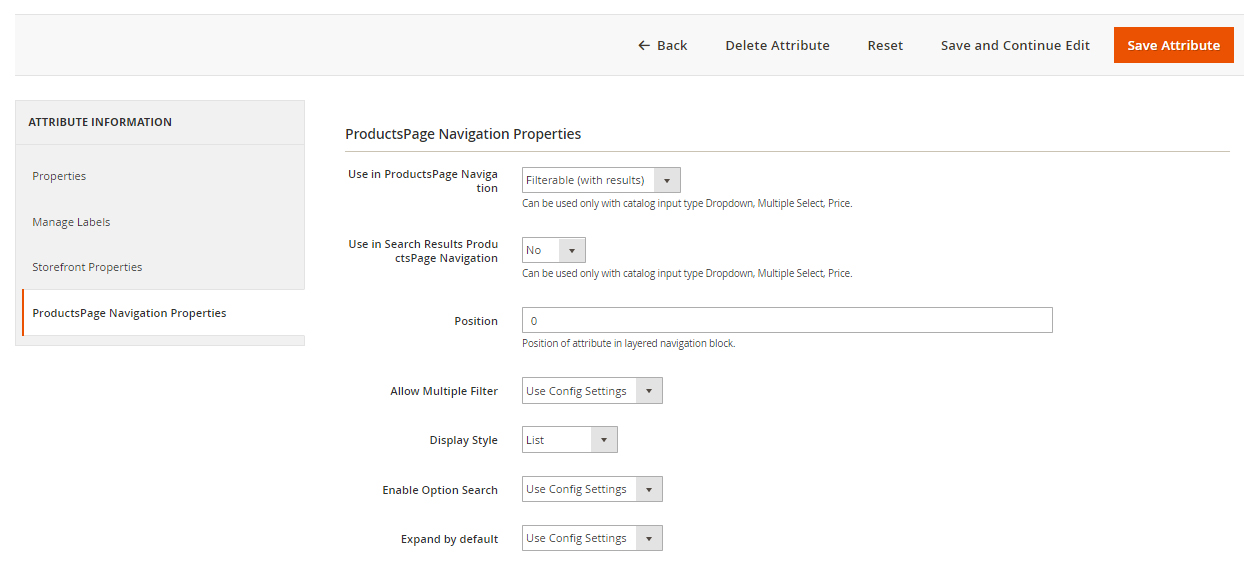 ← Back Delete Attribute Reset Save and Continue Edit Save Attribute
ATTRIBUTE INFORMATION
Properties
Manage Labels
Storefront Properties
ProductsPage Navigation Properties
ProductsPage Navigation Properties
Use in ProductsPage Naviga
tion
Filterable (with results)
Can be used only with catalog input type Dropdown, Multiple Select, Price.
Use in Search Results Produ
ctsPage Navigation
No
Can be used only with catalog input type Dropdown, Multiple Select, Price.
Position 0
Position of attribute in layered navigation block.
Allow Multiple Filter Use Config Settings
Display Style List
Enable Option Search Use Config Settings
Expand by default Use Config Settings